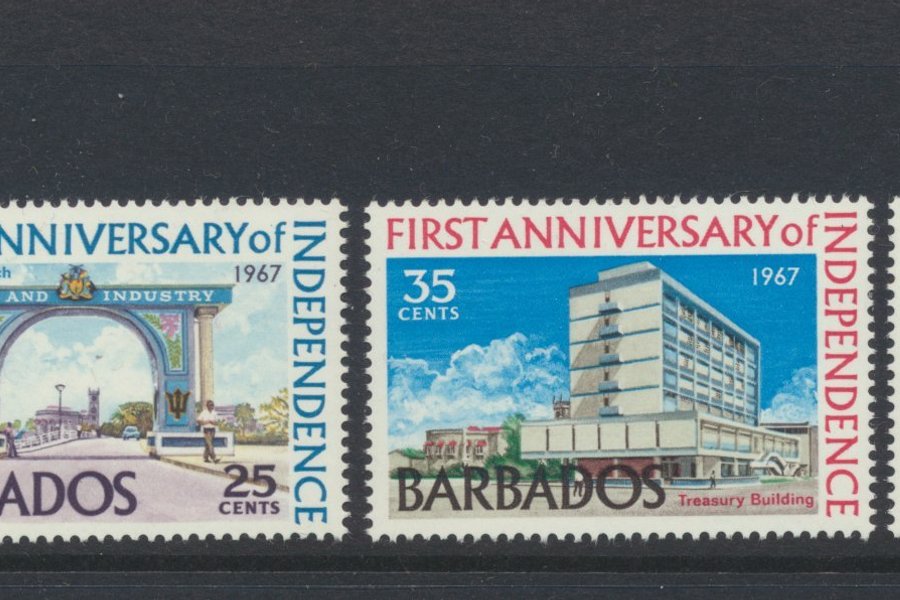 NNIVERSARY of
INDEPENDENCE
ch
1967
AND INDUSTRY
ADOS
25
CENTS
FIRST ANNIVERSARY of
INDEPENDENCE
35
CENTS
1967
BARBADOS
Treasury Building